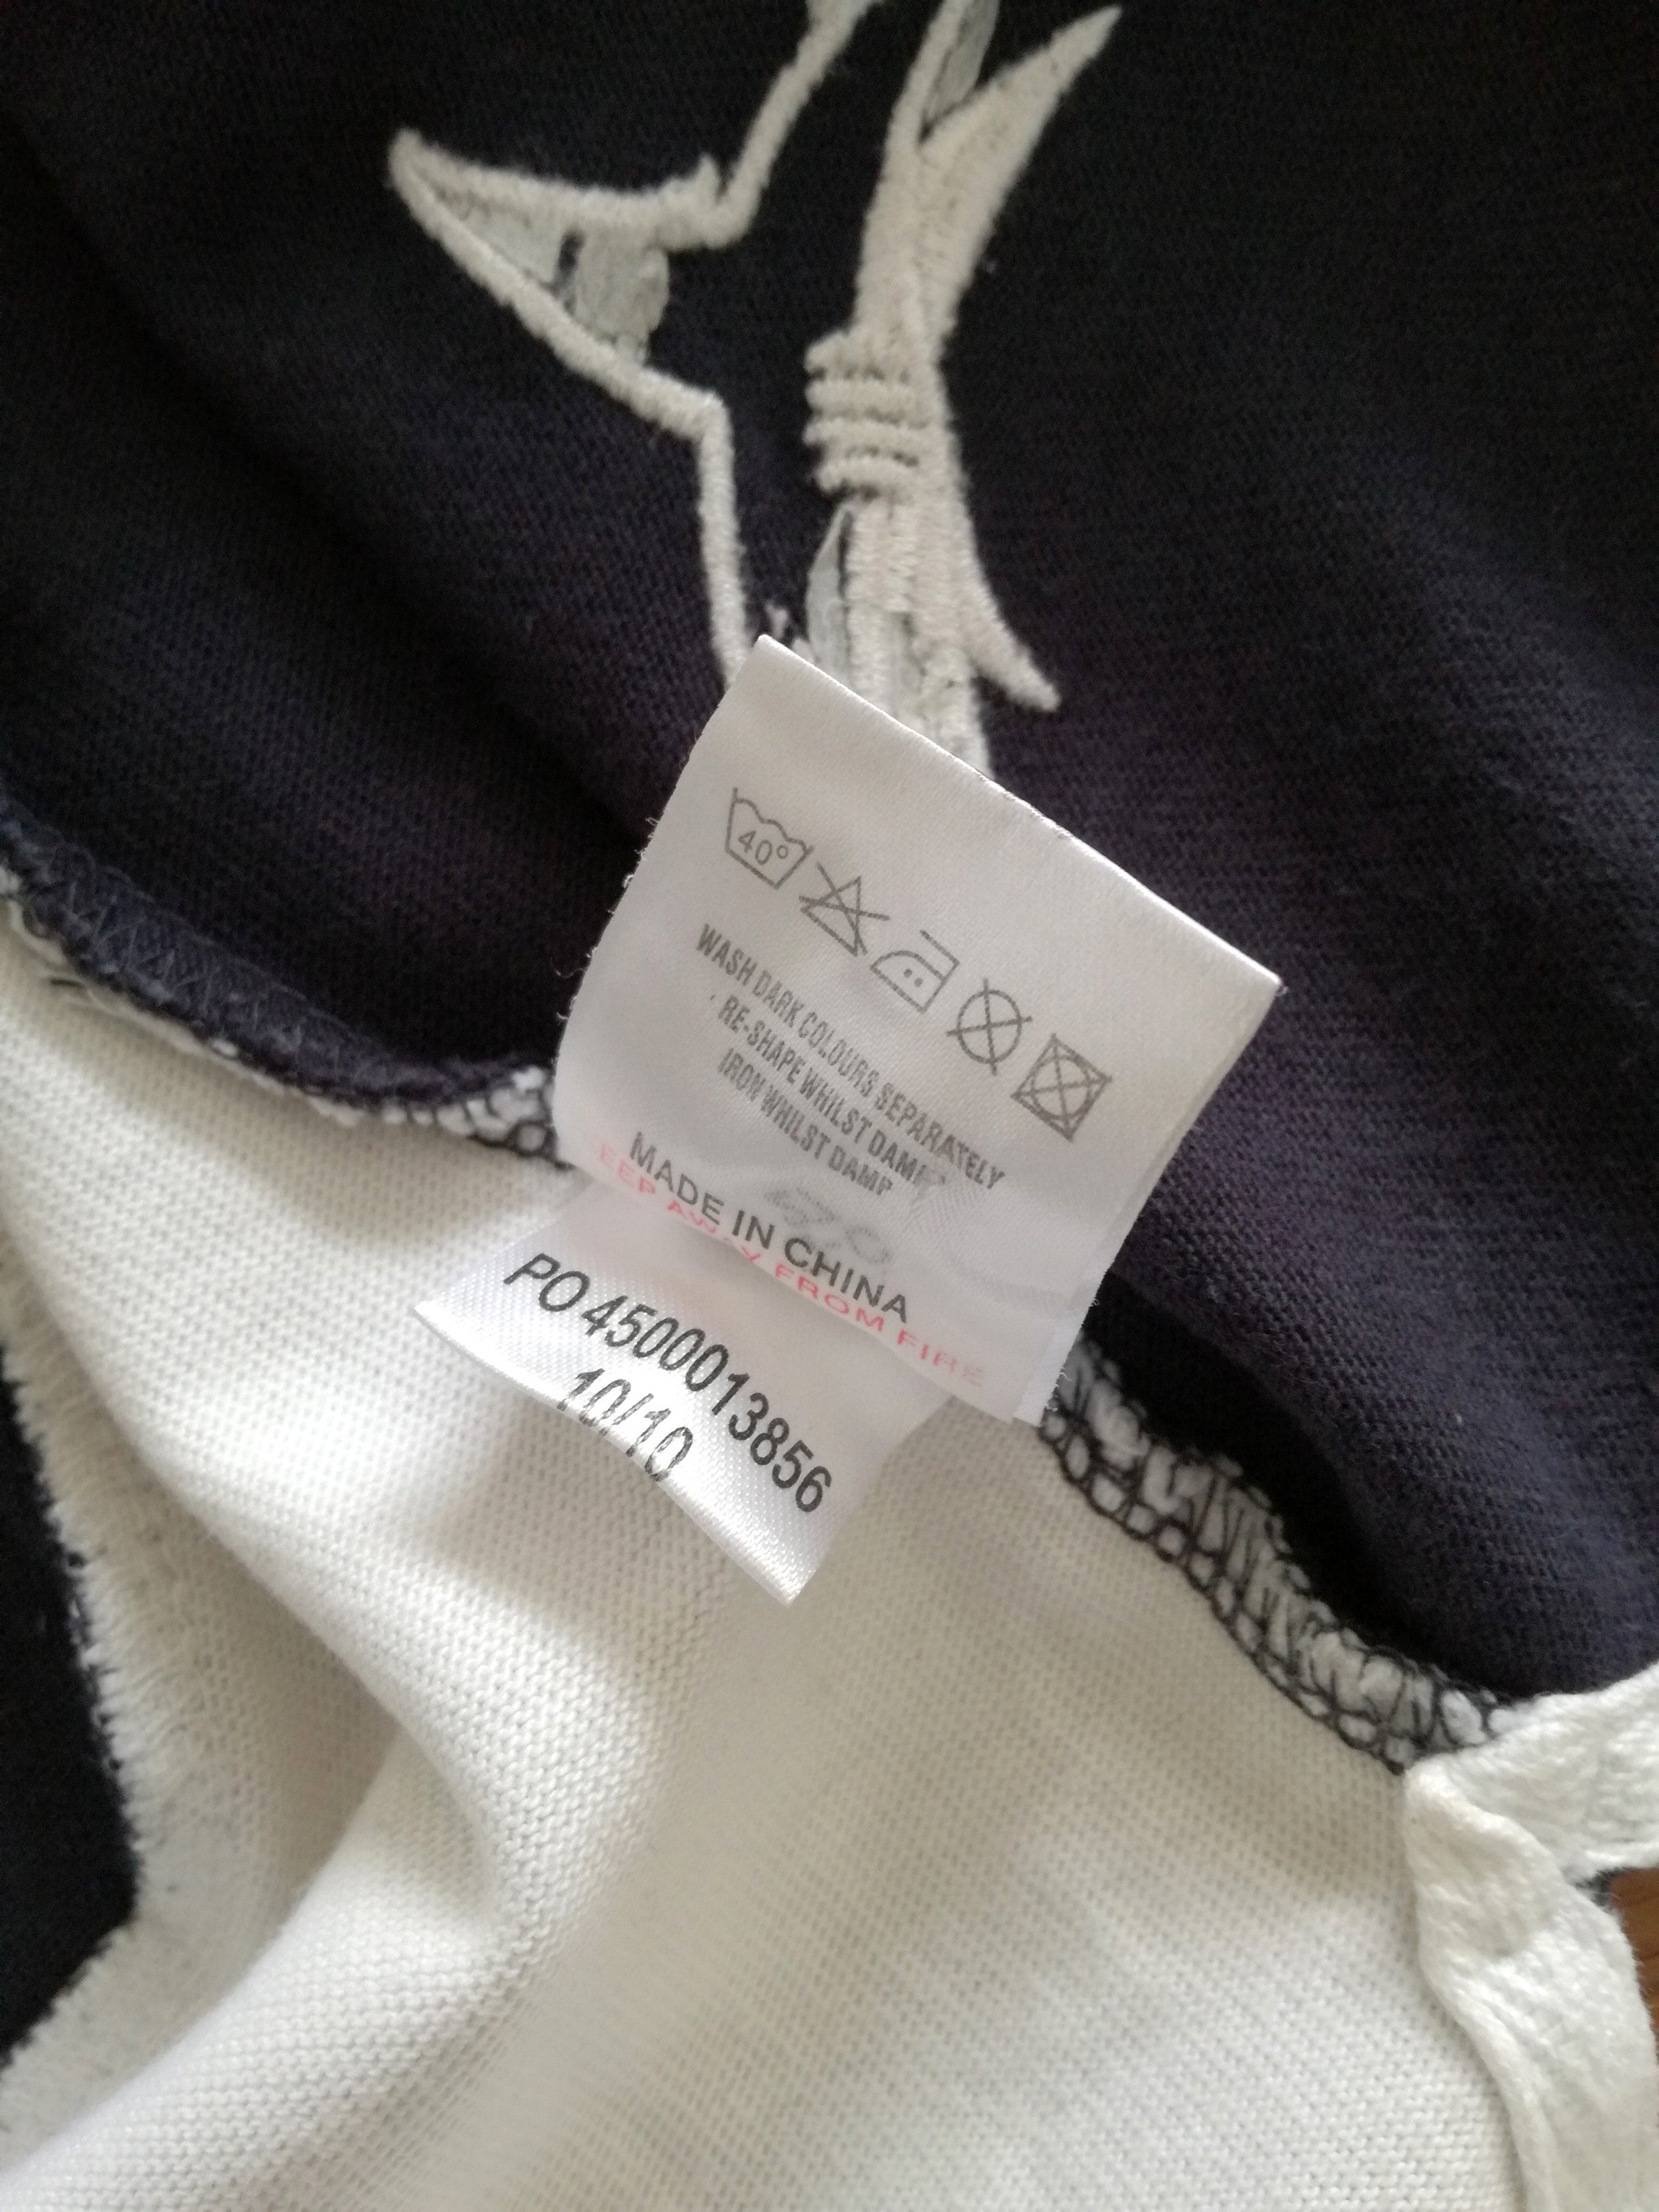 40°
WASH DARK COLOURS SEPARATELY
RE-SHAPE WHILST DAMP
IRON WHILST DAMP
MADE IN CHINA
EEP AWAY FROM FIRE
PO 4500013856
10/10